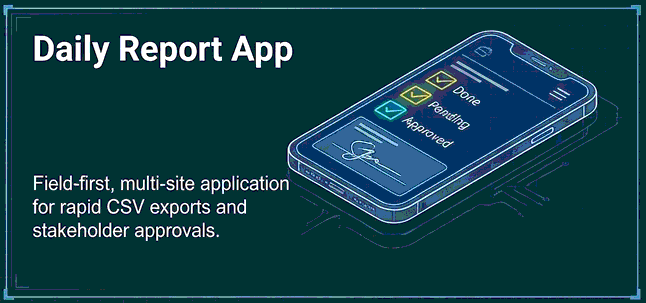 Daily Report App
Done
Pending
Approved
Field-first, multi-site application
for rapid CSV exports and
stakeholder approvals.